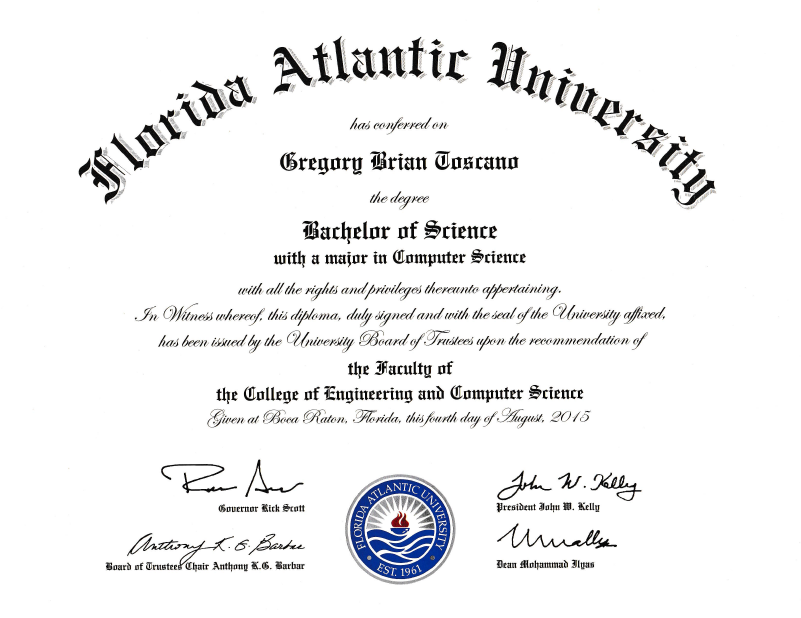 Florida Atlantic University
has conferred on
Gregory Brian Toscano
the degree
Bachelor of Science
with a major in Computer Science
with all the rights and privileges thereunto appertaining.
In Witness whereof, this diploma, duly signed and with the seal of the University affixed,
has been issued by the University Board of Trustees upon the recommendation of
the Faculty of
the College of Engineering and Computer Science
Given at Boca Raton, Florida, this fourth day of August, 2015
Governor Rick Scott
Anthony K. G. Barbar
Board of Trustees Chair Anthony K.G. Barbar
FLORIDA ATLANTIC UNIVERSITY
EST. 1961
John W. Kelly
President John W. Kelly
Dean Mohammad Ilyas